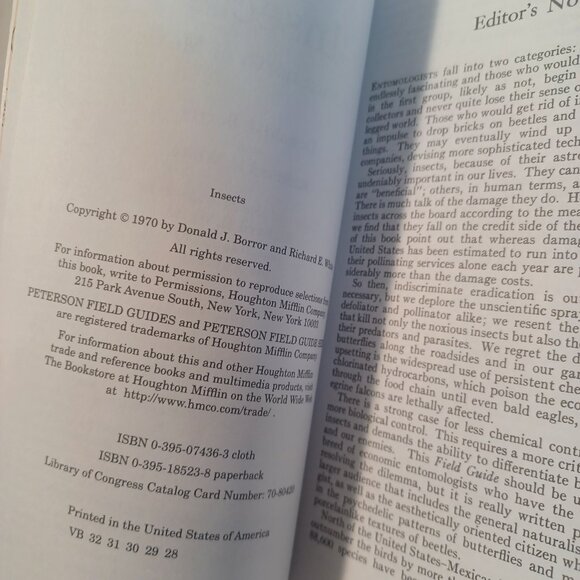 Insects
Copyright © 1970 by Donald J. Borror and Richard E.
All rights reserved.
For information about permission to reproduce selections from
this book, write to Permissions, Houghton Mifflin Company
215 Park Avenue South, New York, New York 10003
PETERSON FIELD GUIDES and PETERSON FIELD GUIDE
are registered trademarks of Houghton Mifflin Company
For information about this and other Houghton Mifflin
trade and reference books and multimedia products, visit
The Bookstore at Houghton Mifflin on the World Wide
at http://www.hmco.com/trade/.
ISBN 0-395-07436-3 cloth
ISBN 0-395-18523-8 paperback
Library of Congress Catalog Card Number: 70-80420
Printed in the United States of America
VB 32 31 30 29 28
Editor's No
ENTOMOLOGISTS fall into two categories:
endlessly fascinating and those who would
in the first group, likely as not, begin
collectors and never quite lose their sense o
legged world. Those who would get rid of i
an impulse to drop bricks on beetles and
things. They may eventually wind up
companies, devising more sophisticated tech
Seriously, insects, because of their astr
undeniably important in our lives. They can
are "beneficial"; others, in human terms, a
There is much talk of the damage they do. H
insects across the board according to the me
we find that they fall on the credit side of the
of this book point out that whereas damag
United States has been estimated to run into
their pollinating services alone each year are
siderably more than the damage costs.
So then, indiscriminate eradication is ou
necessary, but we deplore the unscientific spray
defoliator and pollinator alike; we resent the
that kill not only the noxious insects but also the
their predators and parasites. We regret the d
butterflies along the roadsides and in our gar
upsetting is the widespread use of persistent che
chlorinated hydrocarbons, which poison the eco
through the food chain until even bald eagles,
egrine falcons are lethally affected.
There is a strong case for less chemical contr
more biological control. This requires a more crit
insects and demands the ability to differentiate b
and our enemies. This Field Guide should be u
breed of economic entomologists who have the
resolving the dilemma, but it is really written p
larger audience that includes the general naturalis
gist, as well as the aesthetically oriented citizen wh
in the psychedelic patterns of butterflies and
porcelainlike textures of beetles.
North of the United States–Mexico
outnumber the birds by more
88,600 species have been